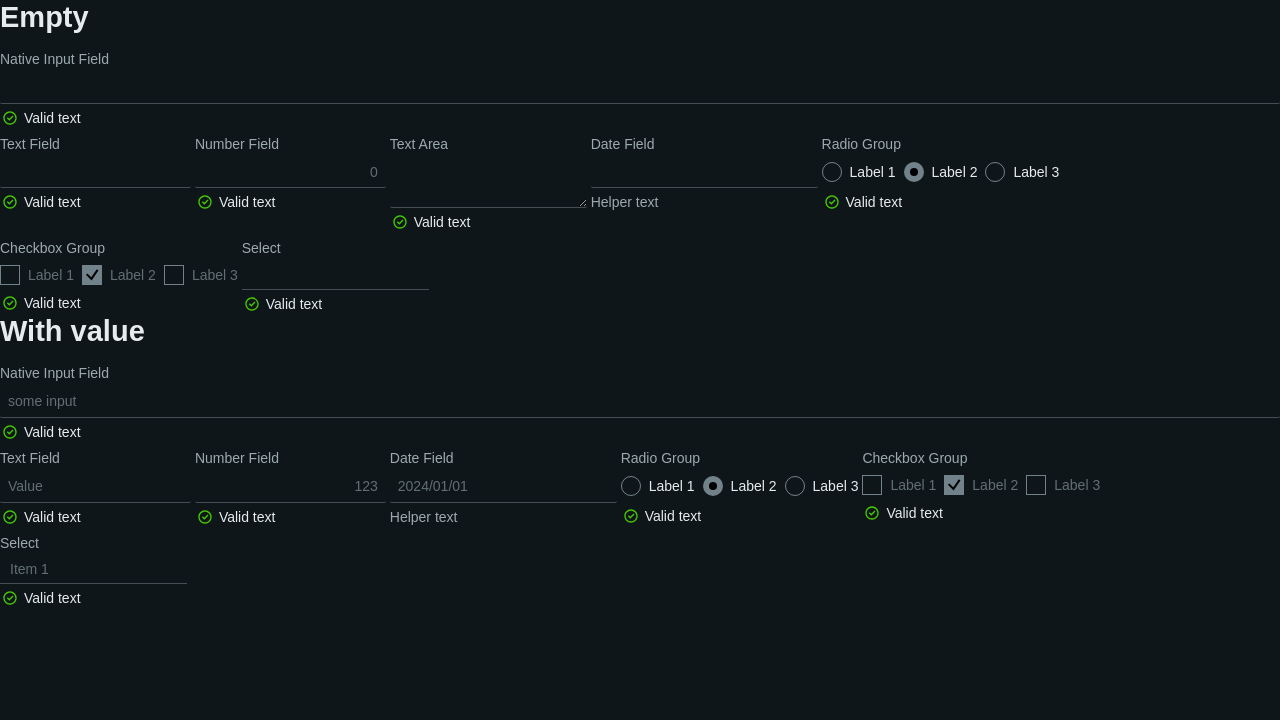 Empty
Native Input Field
Valid text
Text Field Number Field Text Area Date Field Radio Group
0 Label 1 Label 2 Label 3
Valid text Valid text Helper text Valid text
Valid text
Checkbox Group Select
Label 1 Label 2 Label 3
Valid text Valid text
With value
Native Input Field
some input
Valid text
Text Field Number Field Date Field Radio Group Checkbox Group
Value 123 2024/01/01 Label 1 Label 2 Label 3 Label 1 Label 2 Label 3
Valid text Valid text Helper text Valid text Valid text
Select
Item 1
Valid text